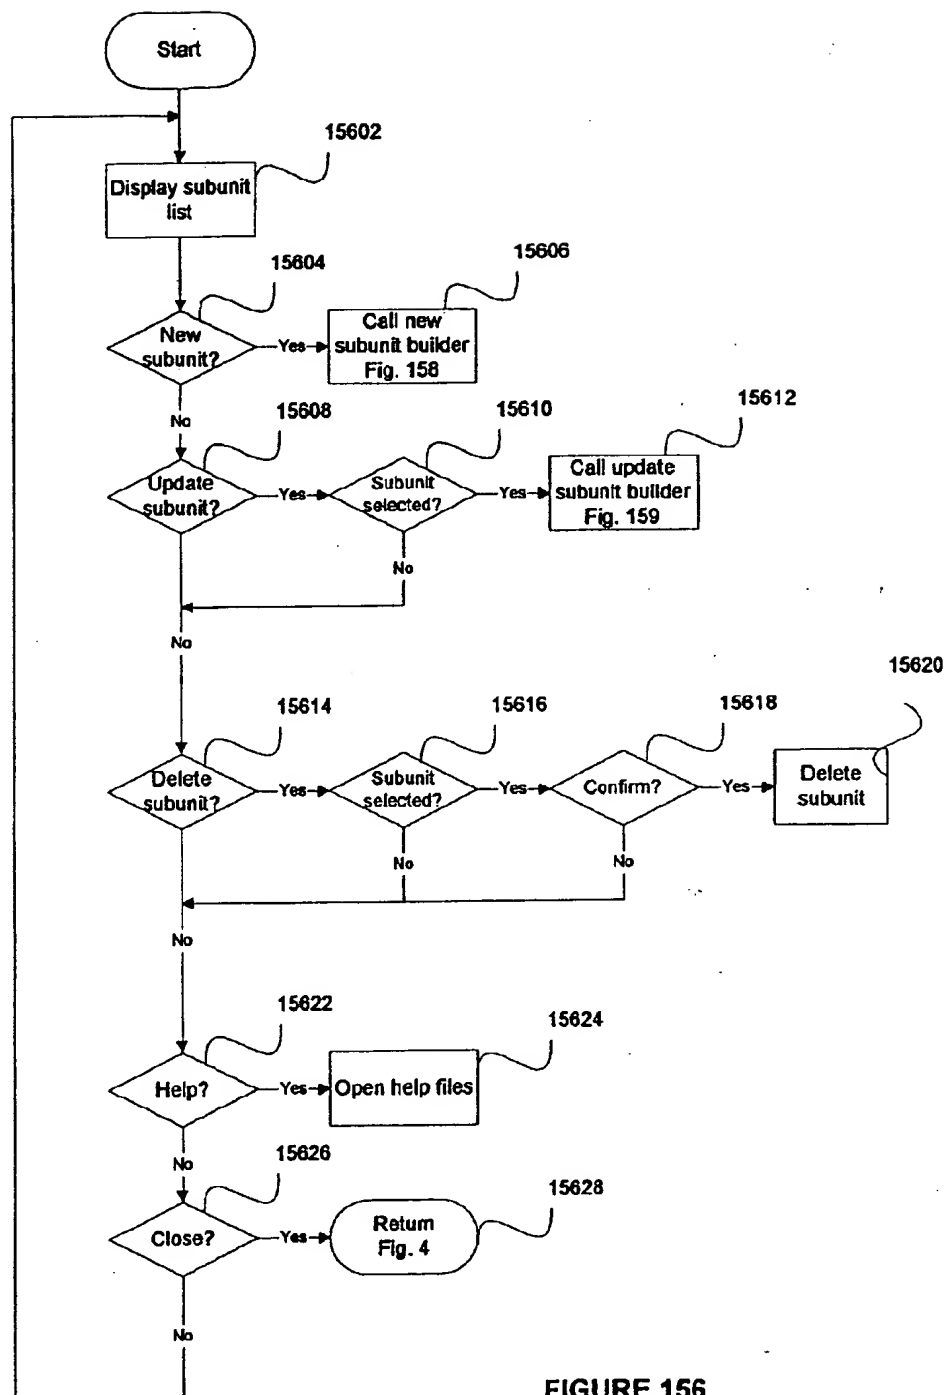 Start
15602
Display subunit
list
15604
15606
New
subunit?
Yes
Call new
subunit builder
Fig. 158
No
15608
15610
15612
Update
subunit?
Yes
Subunit
selected?
Yes
Call update
subunit builder
Fig. 159
No
No
15614
15616
15618
15620
Delete
subunit?
Yes
Subunit
selected?
Yes
Confirm?
Yes
Delete
subunit
No
No
No
15622
15624
Help?
Yes
Open help files
No
15626
15628
Close?
Yes
Return
Fig. 4
No
FIGURE 156